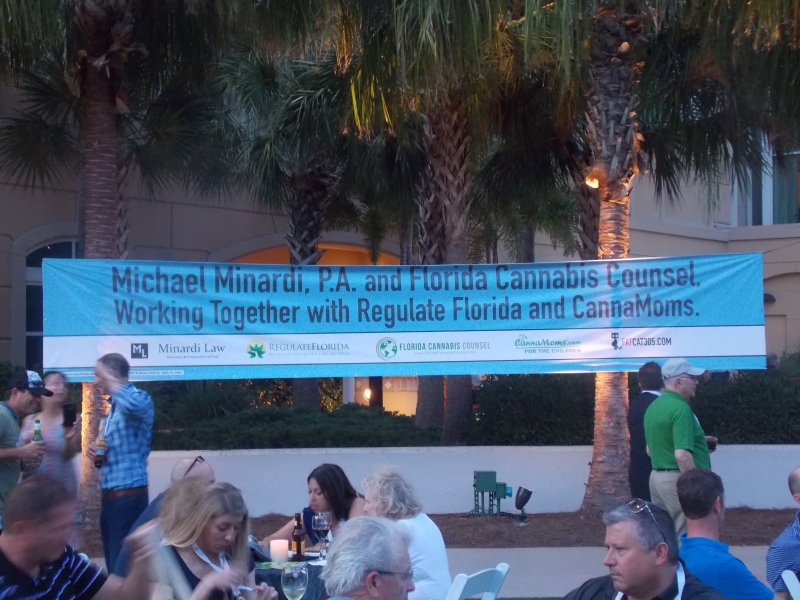 Michael Minardi, P.A. and Florida Cannabis Counsel,
Working Together with Regulate Florida and CannaMoms.
ML Minardi Law
REGULATEFLORIDA
FLORIDA CANNABIS COUNSEL
CannaMoms.com
FOR THE CHILDREN
FATCAT305.COM